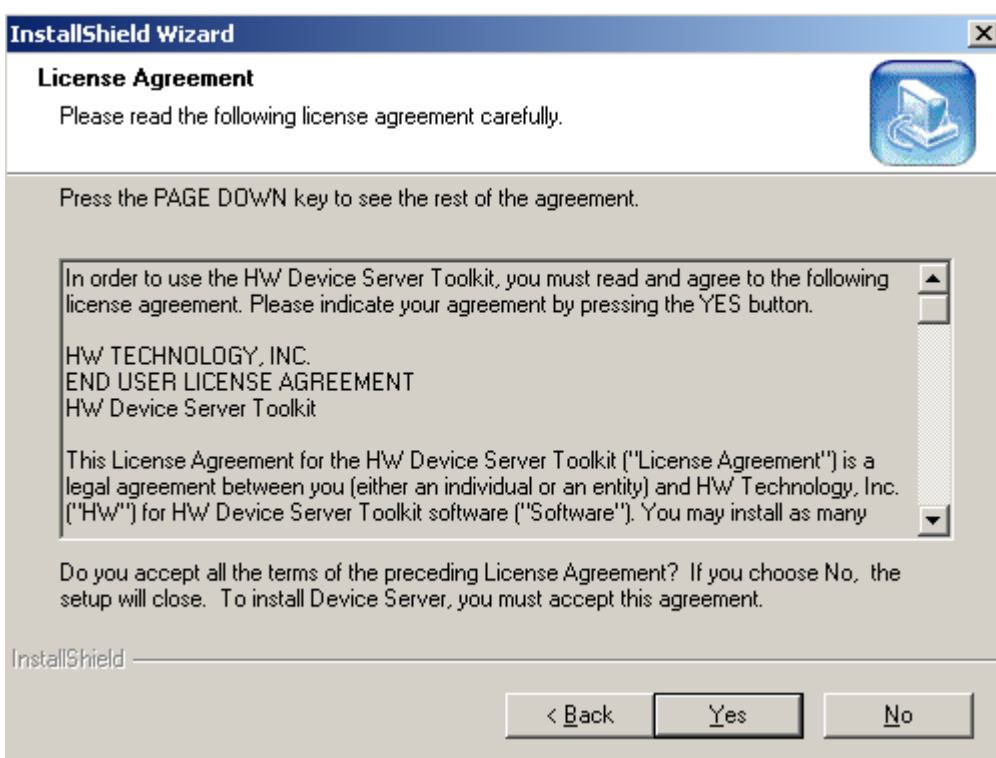 InstallShield Wizard
License Agreement
Please read the following license agreement carefully.
Press the PAGE DOWN key to see the rest of the agreement.
In order to use the HW Device Server Toolkit, you must read and agree to the following
license agreement. Please indicate your agreement by pressing the YES button.
HW TECHNOLOGY, INC.
END USER LICENSE AGREEMENT
HW Device Server Toolkit
This License Agreement for the HW Device Server Toolkit ("License Agreement") is a
legal agreement between you (either an individual or an entity) and HW Technology, Inc.
("HW") for HW Device Server Toolkit software ("Software"). You may install as many
Do you accept all the terms of the preceding License Agreement?  If you choose No,  the
setup will close.  To install Device Server, you must accept this agreement.
InstallShield
< Back
Yes
No